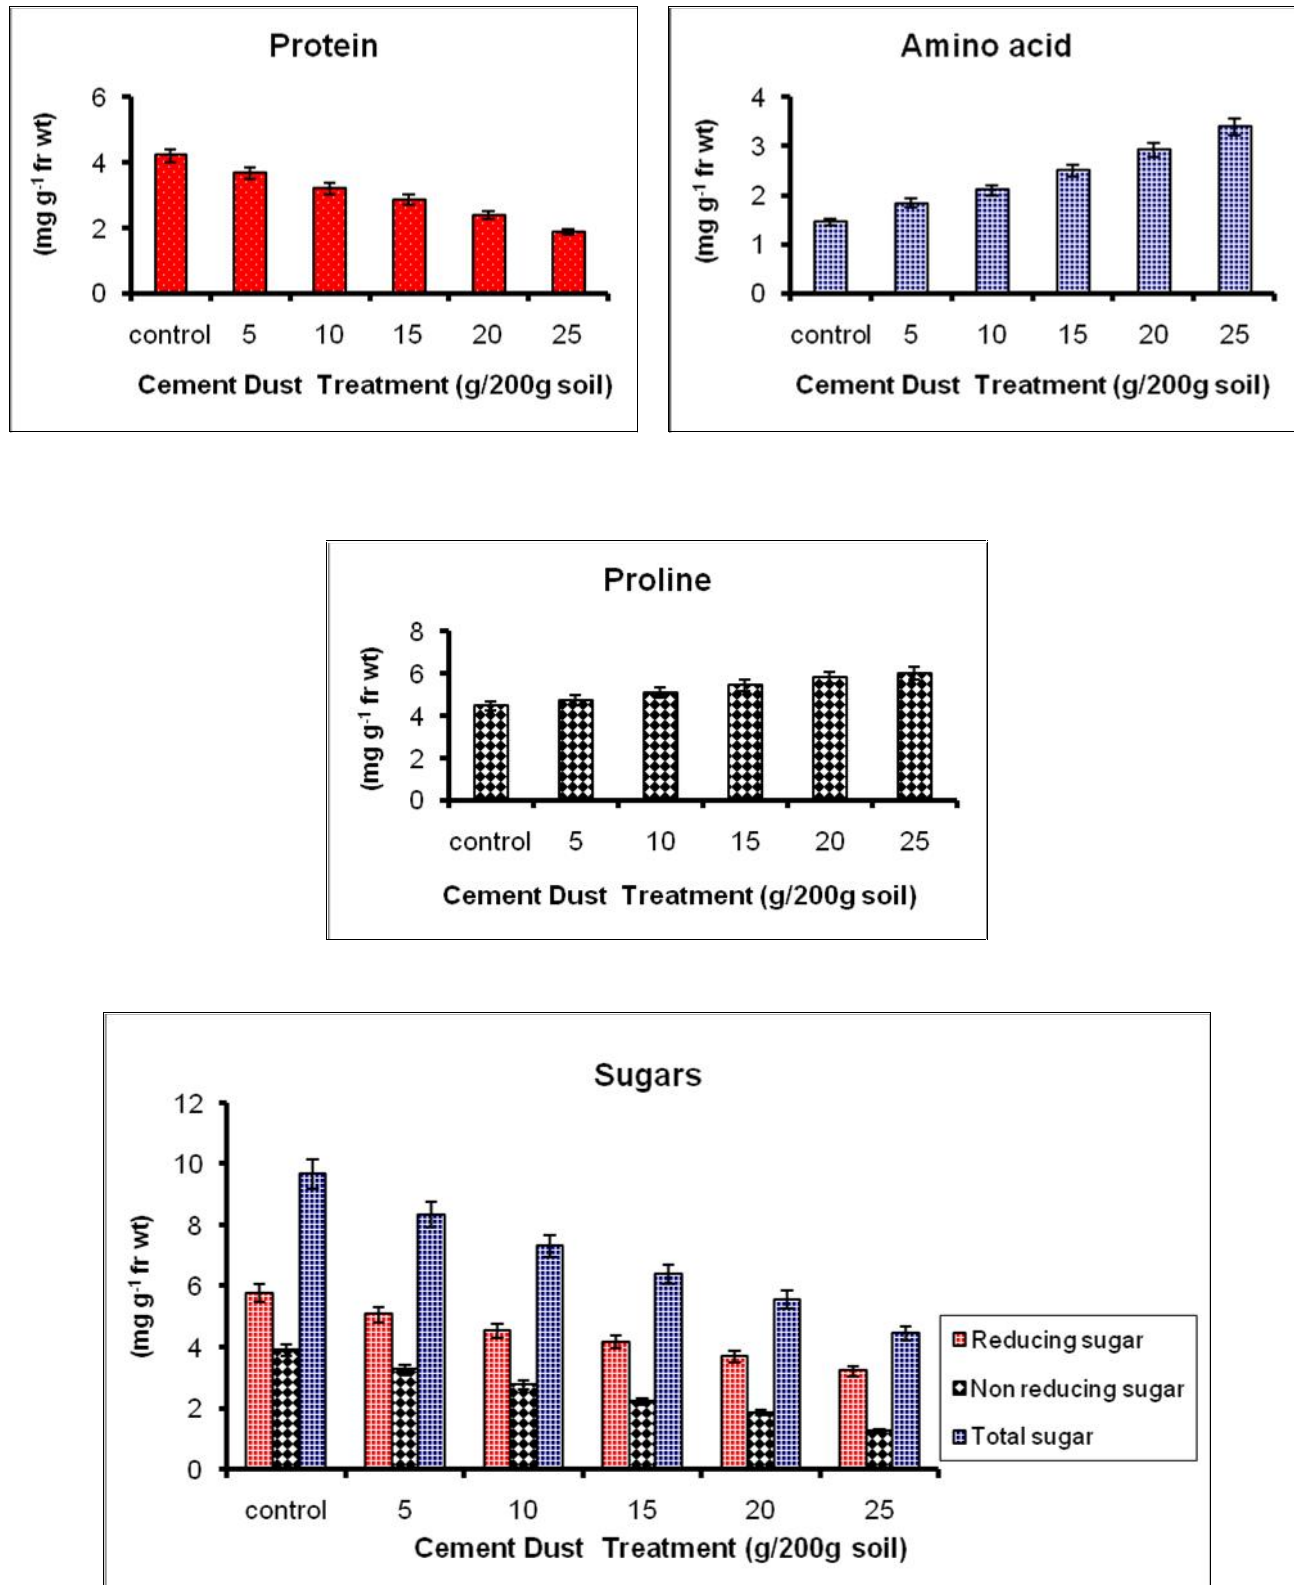 Protein
(mg g-1 fr wt)
6
4
2
0
control 5 10 15 20 25
Cement Dust Treatment (g/200g soil)
Amino acid
(mg g-1 fr wt)
4
3
2
1
0
control 5 10 15 20 25
Cement Dust Treatment (g/200g soil)
Proline
(mg g-1 fr wt)
8
6
4
2
0
control 5 10 15 20 25
Cement Dust Treatment (g/200g soil)
Sugars
(mg g-1 fr wt)
12
10
8
6
4
2
0
control 5 10 15 20 25
Cement Dust Treatment (g/200g soil)
Reducing sugar
Non reducing sugar
Total sugar